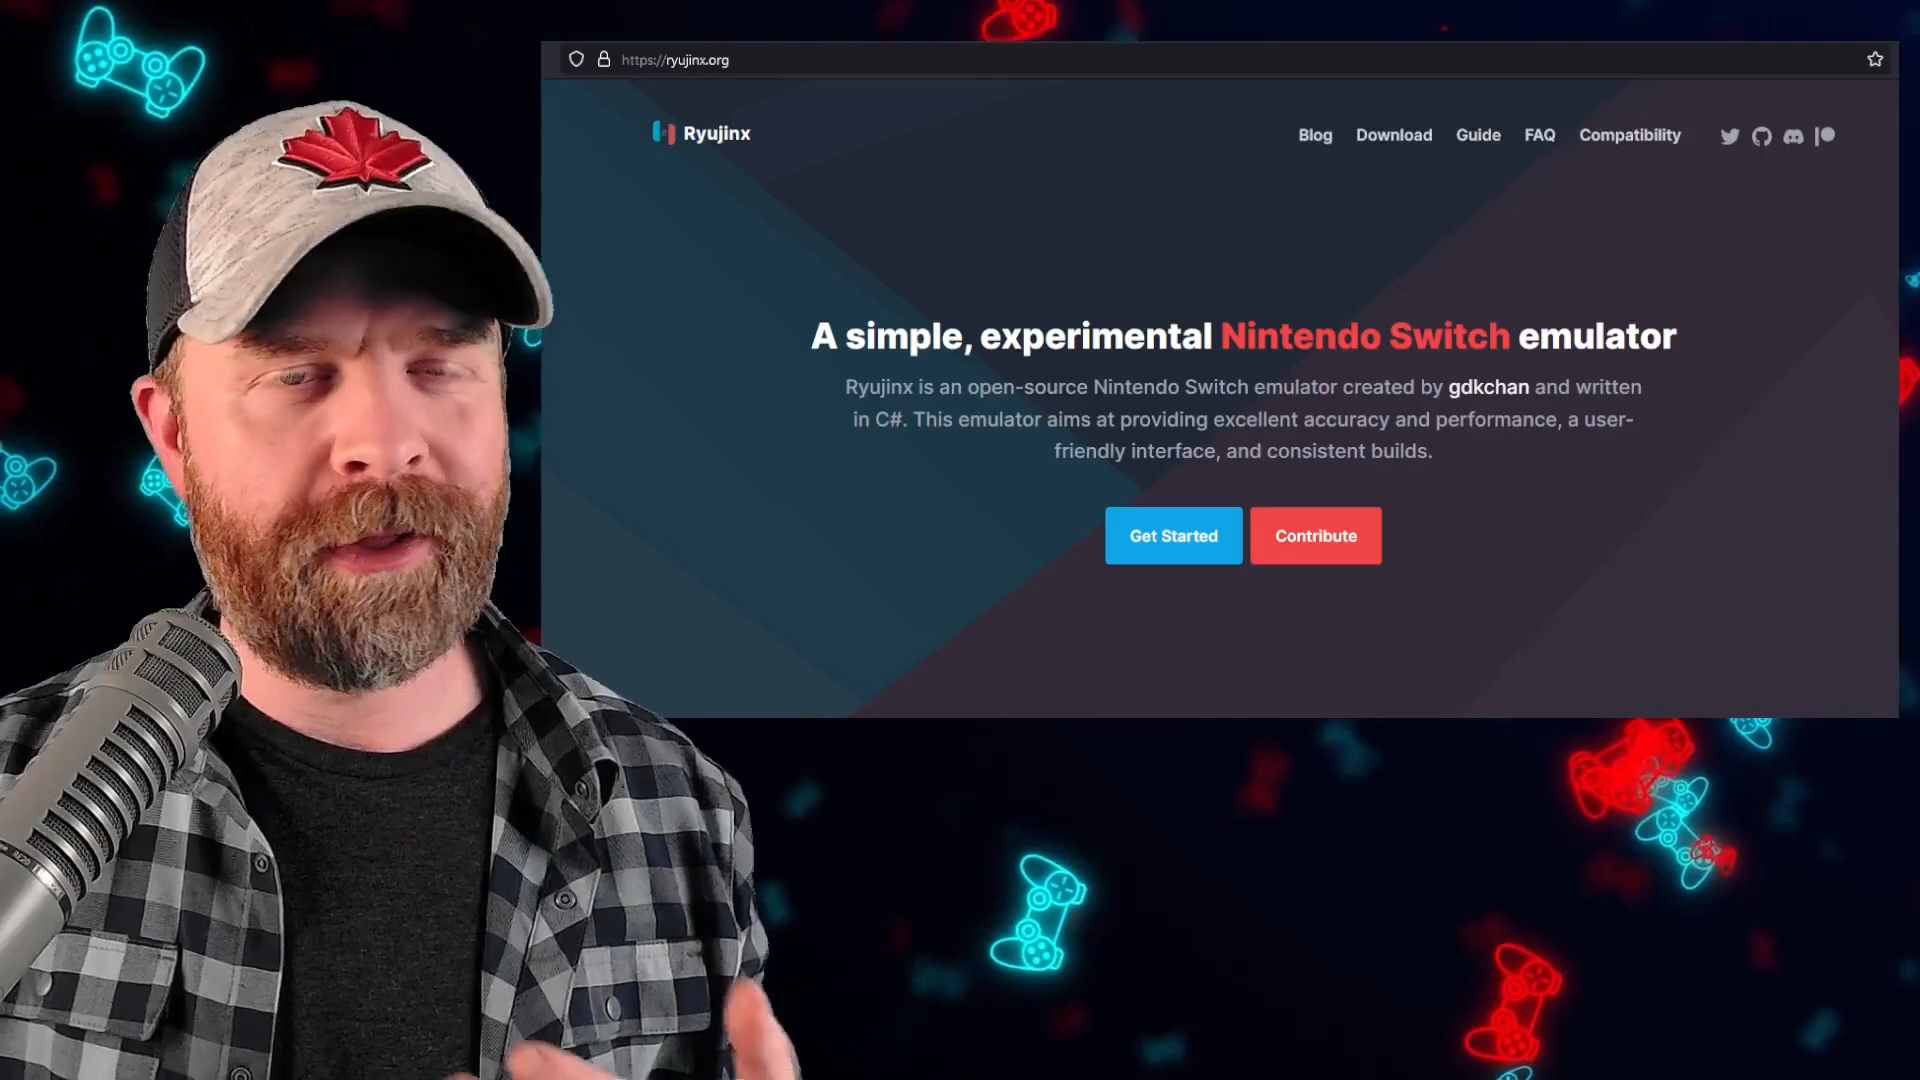 https://ryujinx.org
Ryujinx
Blog Download Guide FAQ Compatibility
A simple, experimental Nintendo Switch emulator
Ryujinx is an open-source Nintendo Switch emulator created by gdkchan and written
in C#. This emulator aims at providing excellent accuracy and performance, a user-
friendly interface, and consistent builds.
Get Started Contribute
RE20